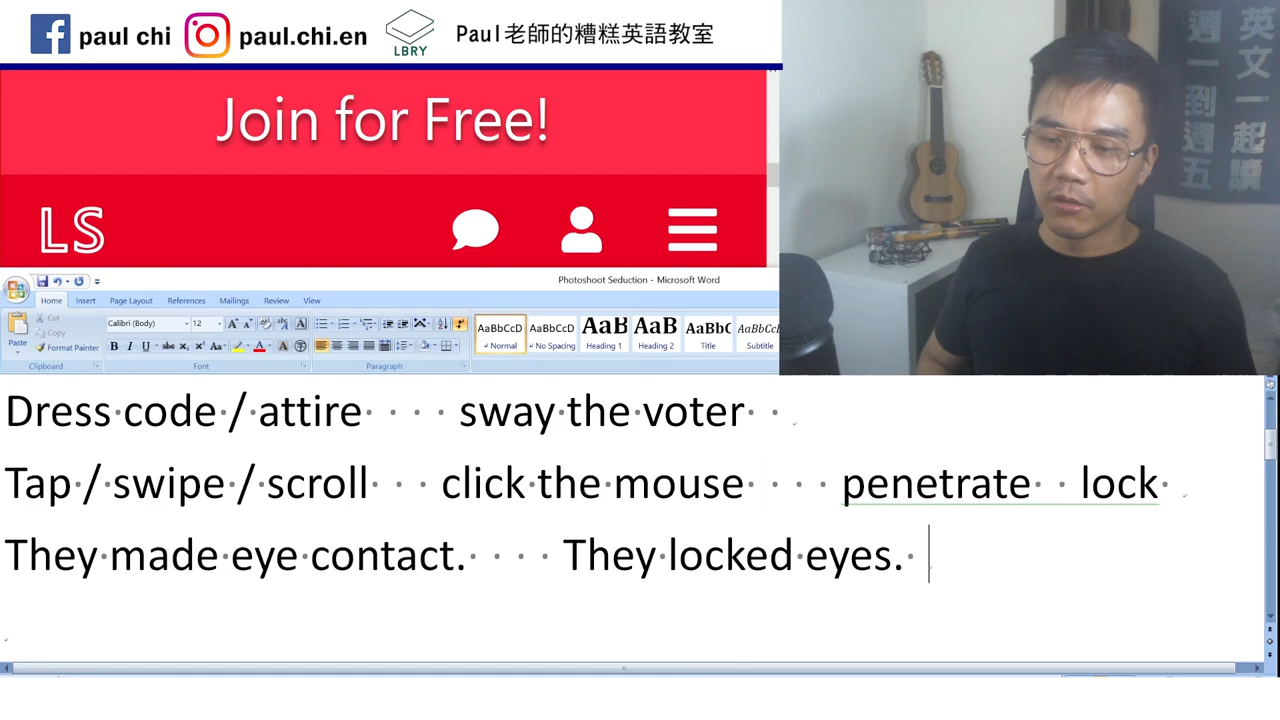 paul chi paul.chi.en LBRY Paul老師的糟糕英語教室
Join for Free!
LS
Photoshoot Seduction - Microsoft Word
Home Insert Page Layout References Mailings Review View
Paste Cut Copy Format Painter
Calibri (Body) 12
AaBbCcD AaBbCcD AaBb AaB AaBbC AaBbCcD
Normal No Spacing Heading 1 Heading 2 Title Subtitle
Clipboard Font Paragraph
Dress code / attire sway the voter
Tap / swipe / scroll click the mouse penetrate lock
They made eye contact. They locked eyes.
英文一起讀
週一到週五